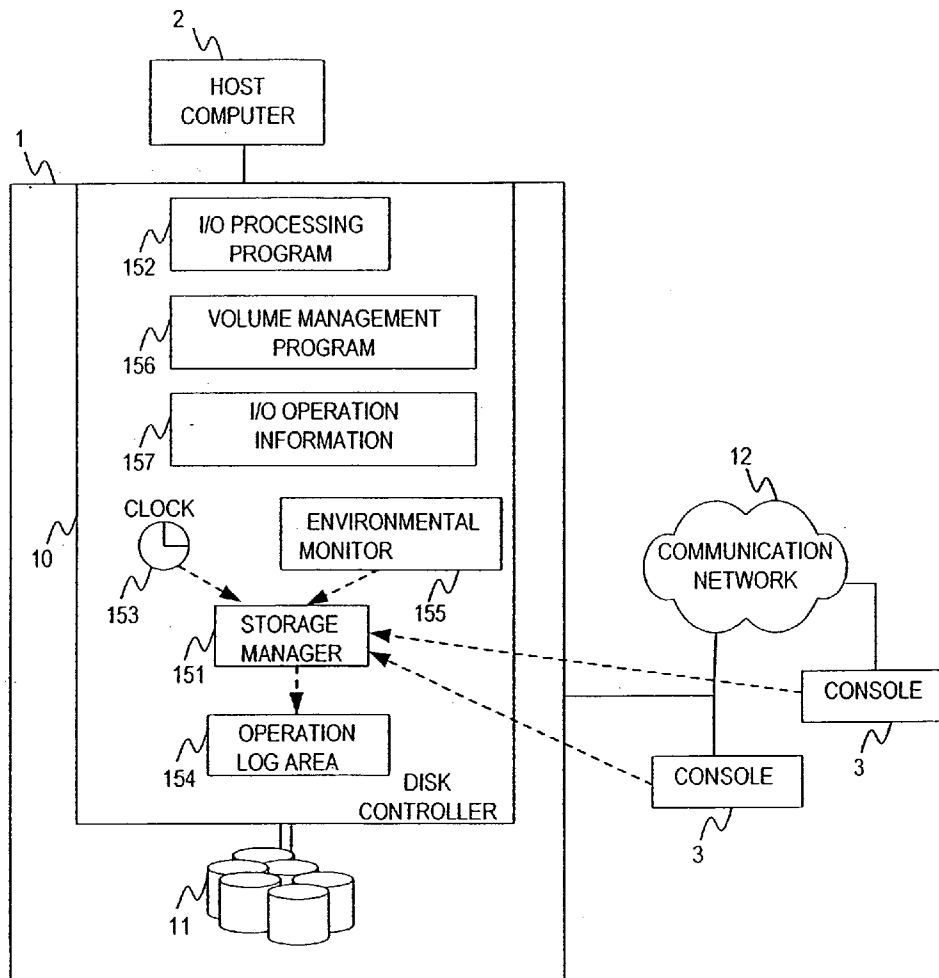 2
HOST
COMPUTER
1
I/O PROCESSING
PROGRAM
152
VOLUME MANAGEMENT
PROGRAM
156
I/O OPERATION
INFORMATION
157
12
CLOCK
ENVIRONMENTAL
MONITOR
COMMUNICATION
NETWORK
10
153
155
STORAGE
MANAGER
151
CONSOLE
3
OPERATION
LOG AREA
154
CONSOLE
3
DISK
CONTROLLER
11